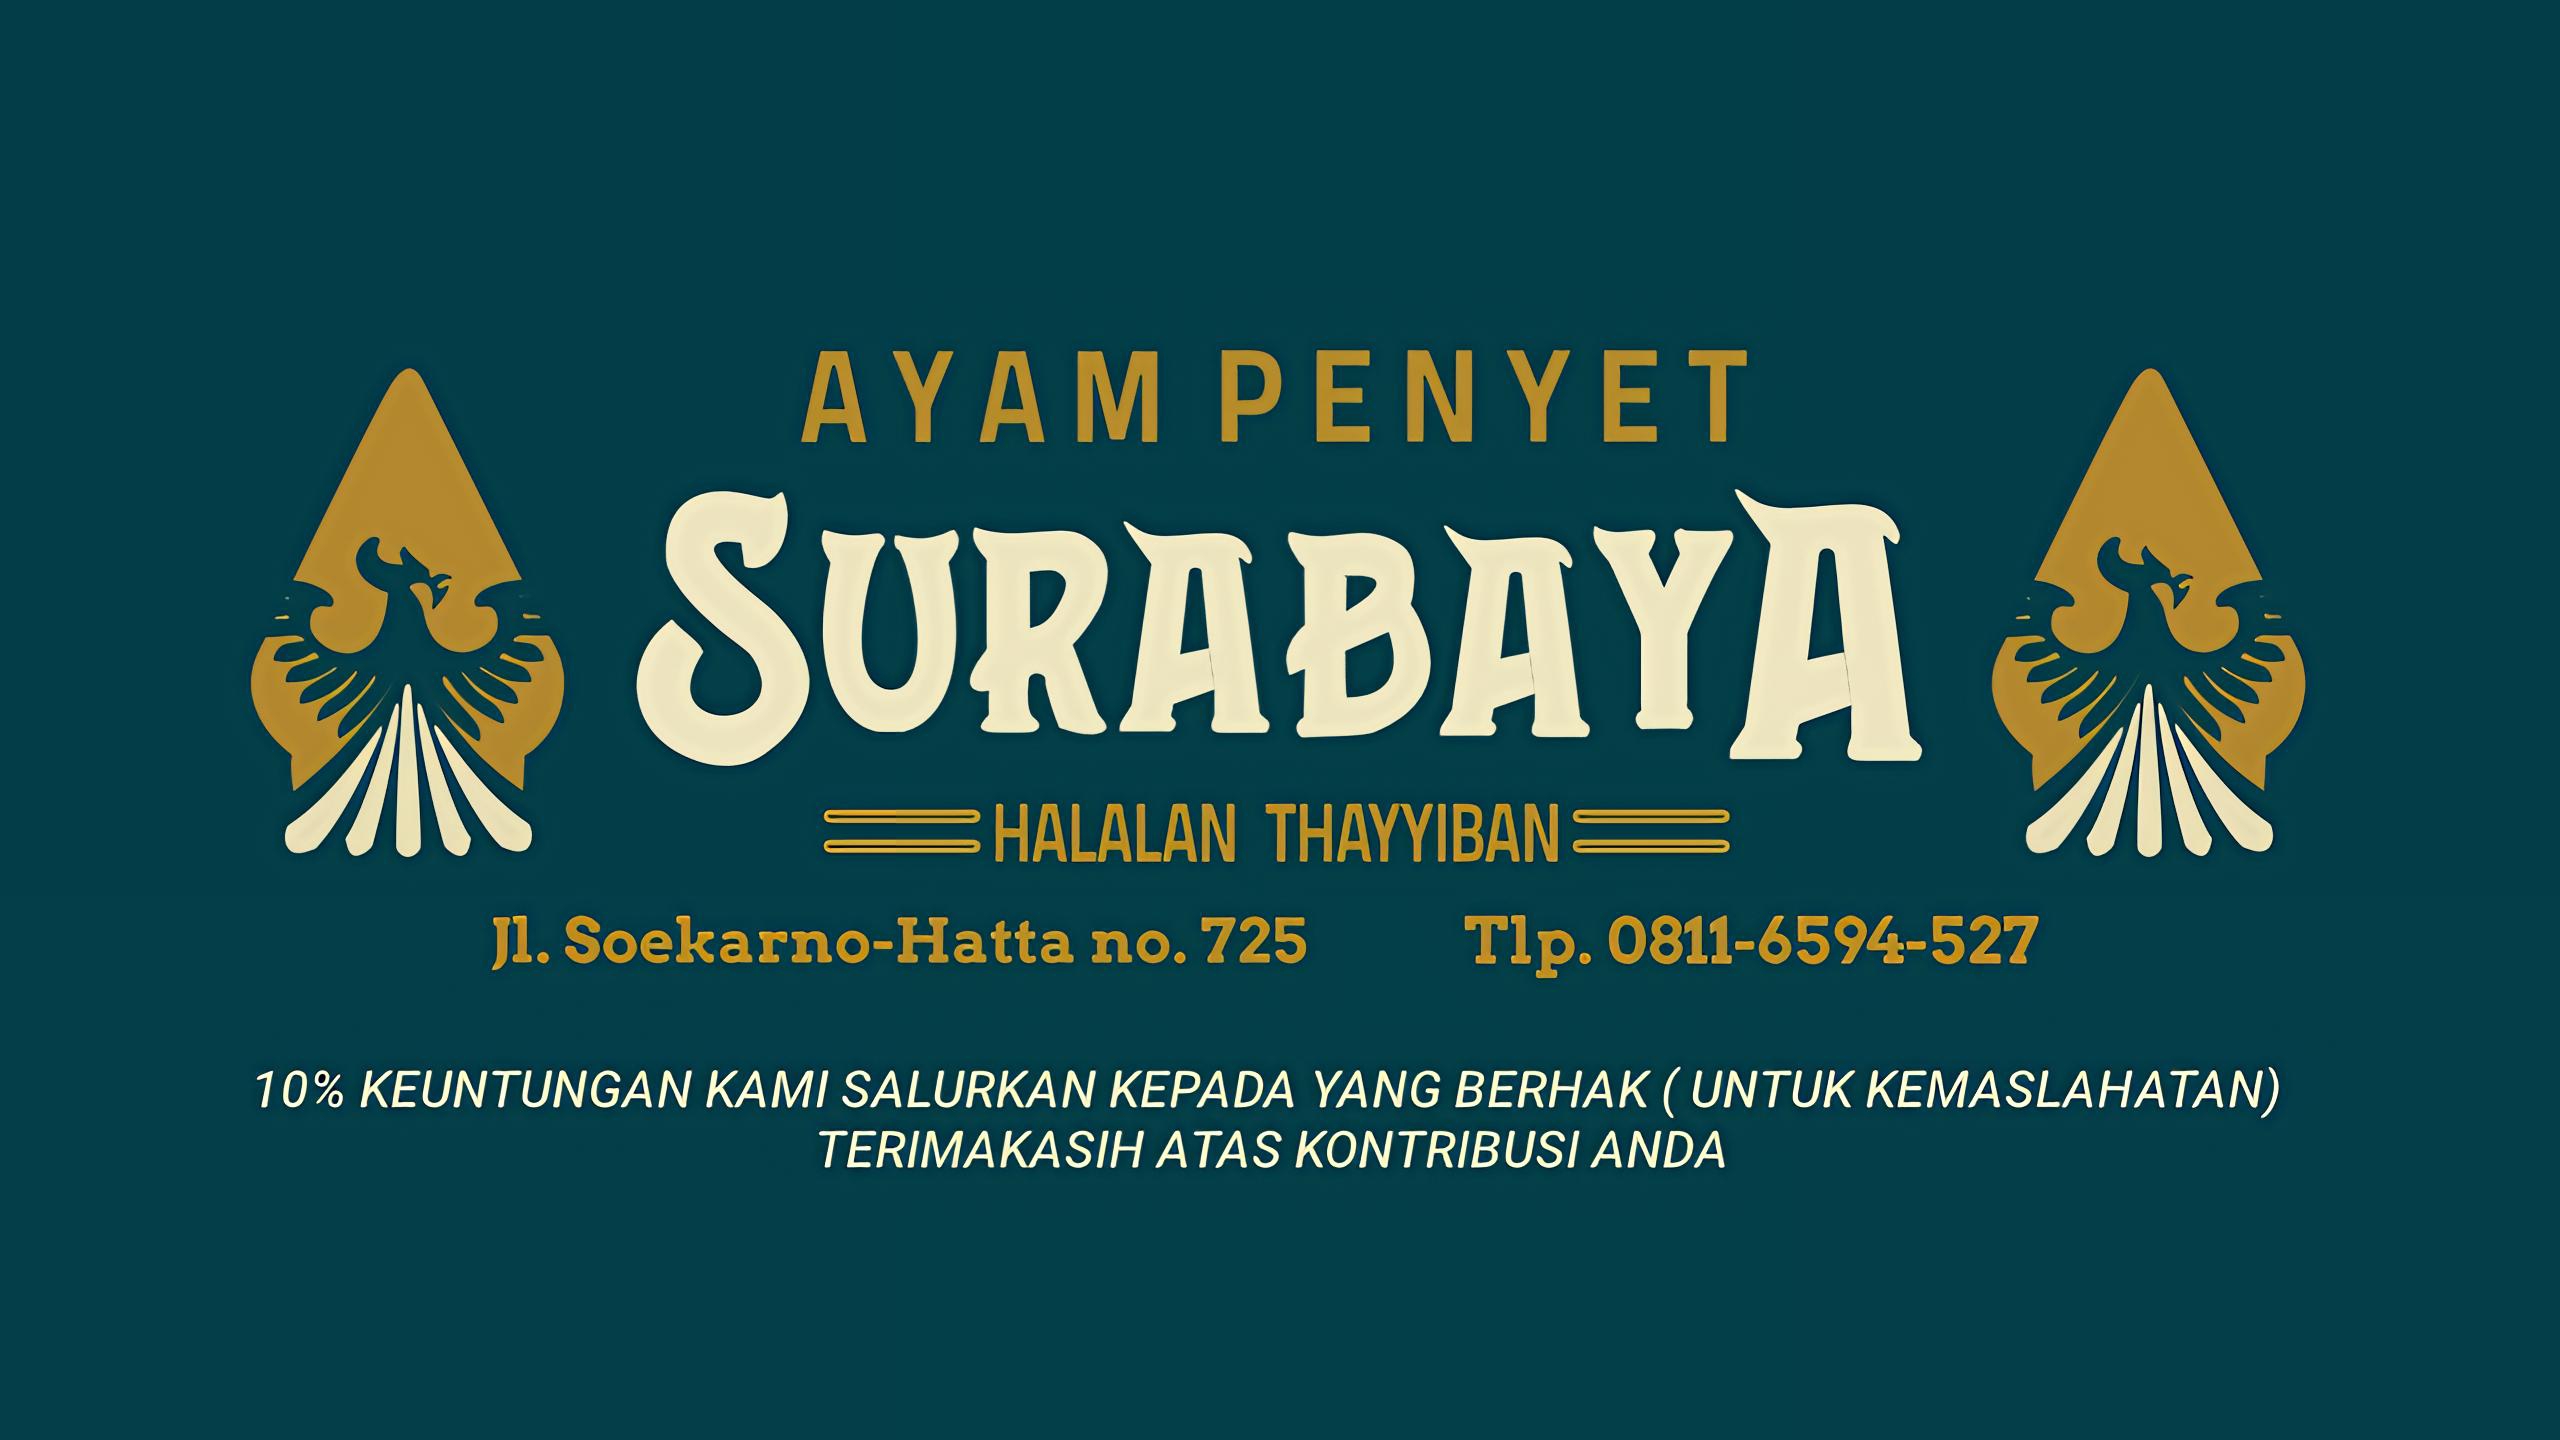 AYAM PENYET
SURABAYA
HALALAN THAYYIBAN
Jl. Soekarno-Hatta no. 725 Tlp. 0811-6594-527
10% KEUNTUNGAN KAMI SALURKAN KEPADA YANG BERHAK ( UNTUK KEMASLAHATAN)
TERIMAKASIH ATAS KONTRIBUSI ANDA